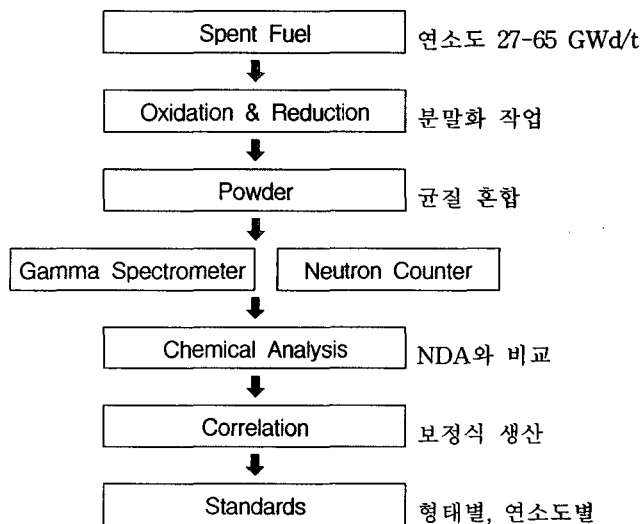 Spent Fuel 연소도 27-65 GWd/t
Oxidation & Reduction 분말화 작업
Powder 균질 혼합
Gamma Spectrometer Neutron Counter
Chemical Analysis NDA와 비교
Correlation 보정식 생산
Standards 형태별, 연소도별